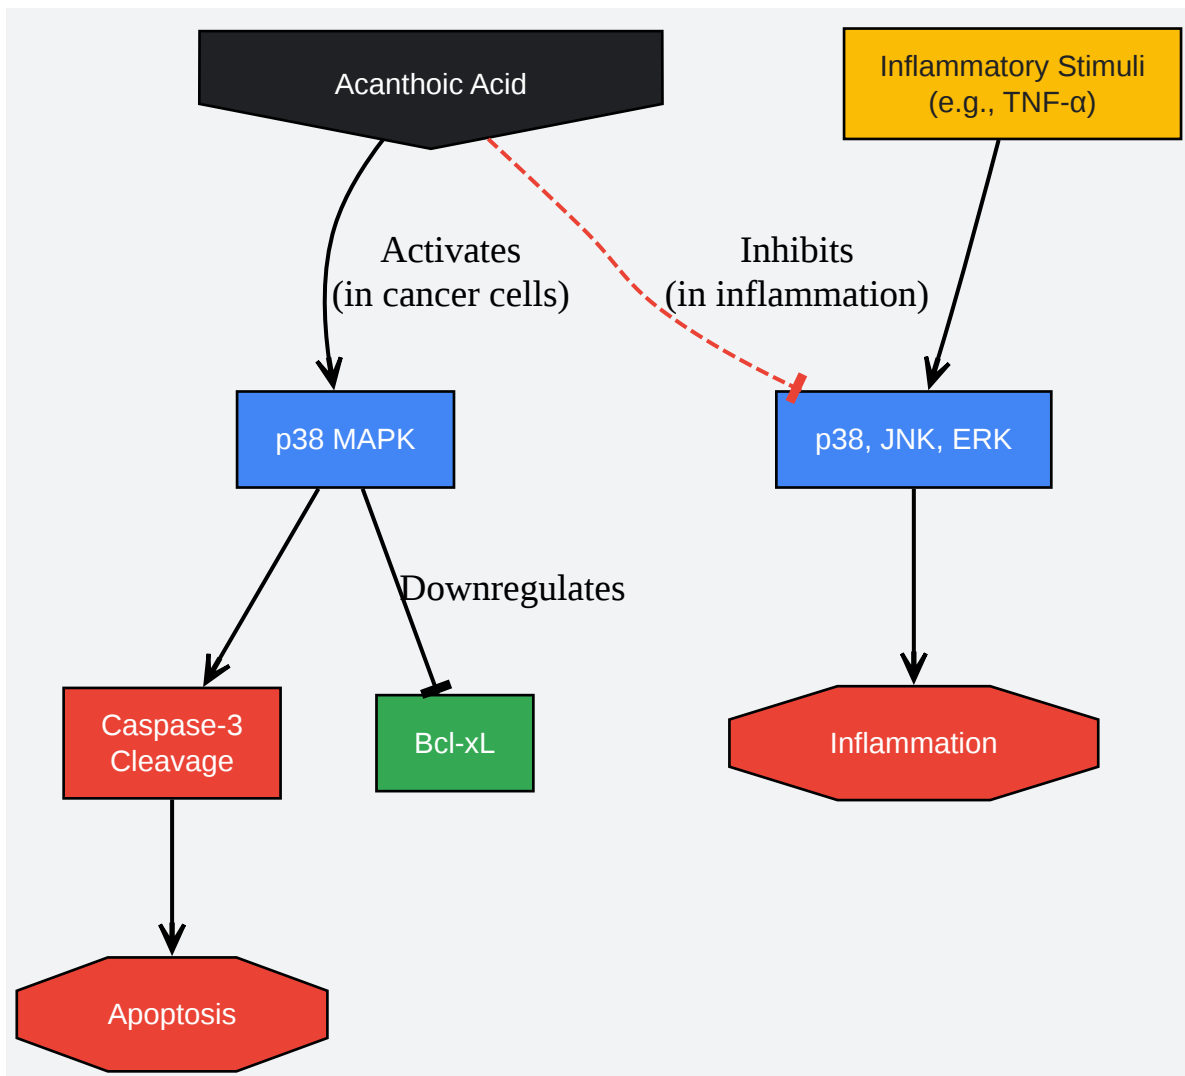 Acanthoic Acid
Inflammatory Stimuli
(e.g., TNF-α)
Activates
(in cancer cells)
Inhibits
(in inflammation)
p38 MAPK
p38, JNK, ERK
Downregulates
Caspase-3
Cleavage
Bcl-xL
Inflammation
Apoptosis